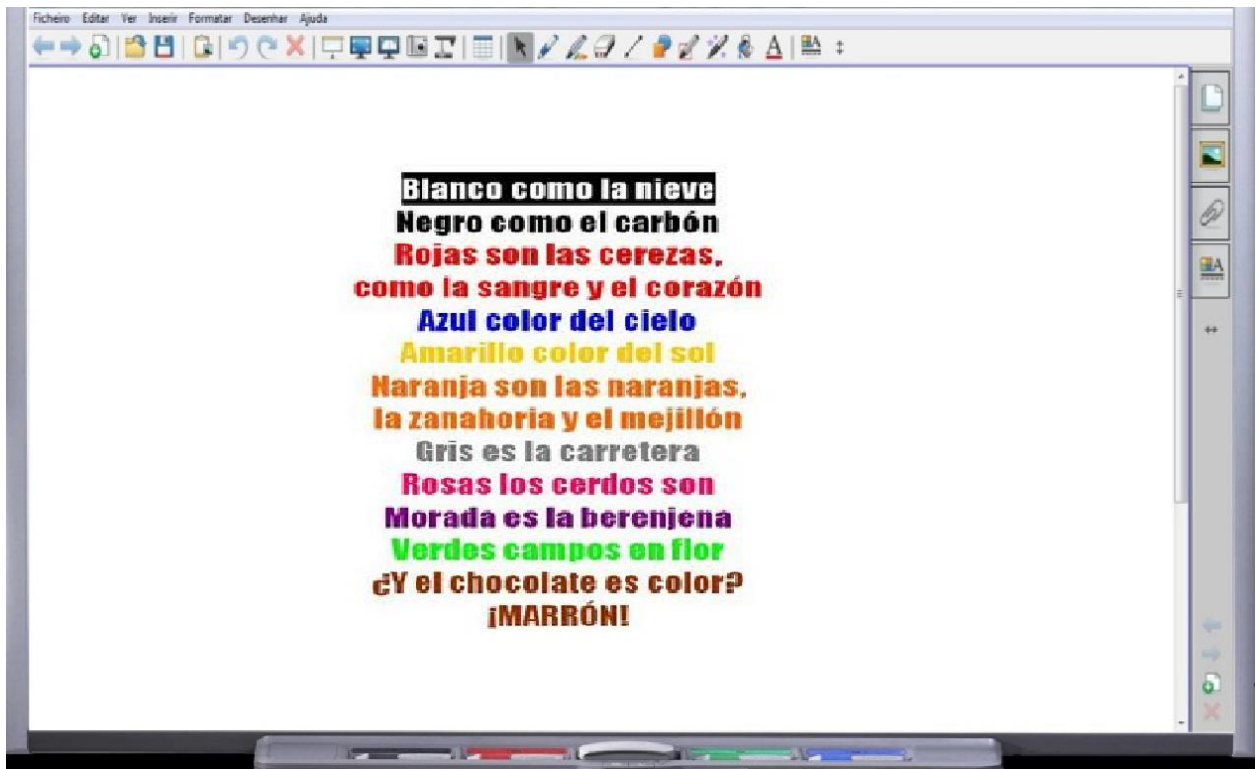 Ficheiro Editar Ver Inserir Formatar Desenhar Ajuda
Blanco como la nieve
Negro como el carbón
Rojas son las cerezas,
como la sangre y el corazón
Azul color del cielo
Amarillo color del sol
Naranja son las naranjas,
la zanahoria y el mejillón
Gris es la carretera
Rosas los cerdos son
Morada es la berenjena
Verdes campos en flor
¿Y el chocolate es color?
¡MARRÓN!